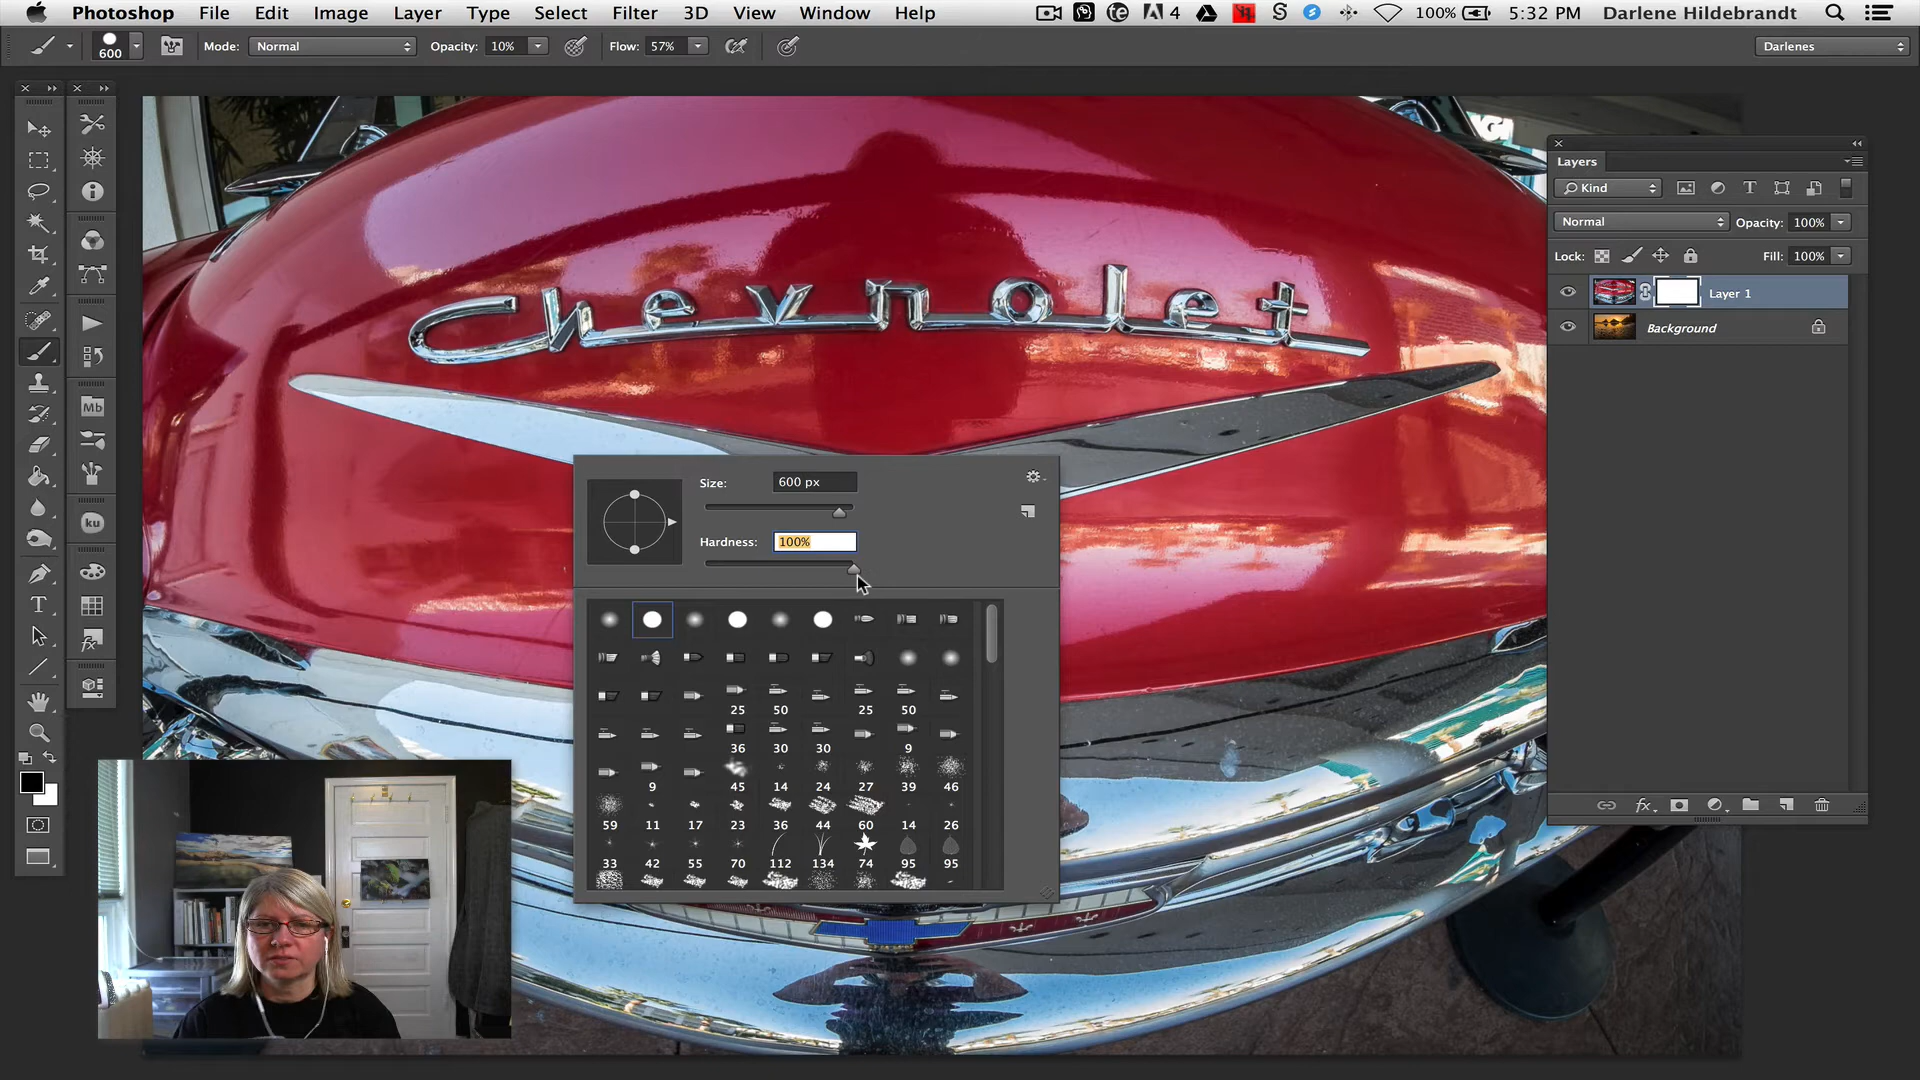 Photoshop File Edit Image Layer Type Select Filter 3D View Window Help 4 100% 5:32 PM Darlene Hildebrandt
600 Mode: Normal Opacity: 10% Flow: 57% Darlenes
Chevrolet
Layers
Kind
Normal Opacity: 100%
Lock: Fill: 100%
Layer 1
Background
Size: 600 px
Hardness: 100%
25 50 25 50
36 30 30 9
9 45 14 24 27 39 46
59 11 17 23 36 44 60 14 26
33 42 55 70 112 134 74 95 95
Mb
ku